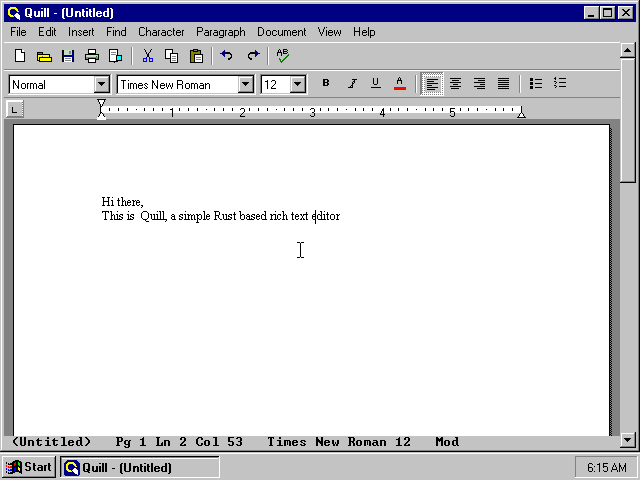 Quill - (Untitled)
File Edit Insert Find Character Paragraph Document View Help
ABC
Normal Times New Roman 12 B I U A
L 1 2 3 4 5
Hi there,
This is  Quill, a simple Rust based rich text editor
(Untitled) Pg 1 Ln 2 Col 53 Times New Roman 12 Mod
Start Quill - (Untitled) 6:15 AM